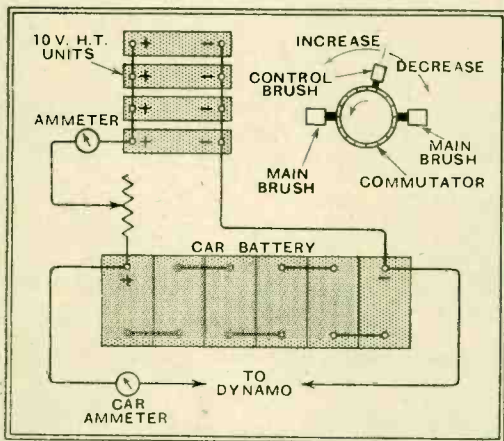 10 V. H.T.
UNITS
+ -
+ -
+ -
+ -
AMMETER
INCREASE
DECREASE
CONTROL
BRUSH
MAIN
BRUSH
MAIN
BRUSH
COMMUTATOR
CAR BATTERY
+ -
TO
DYNAMO
CAR
AMMETER